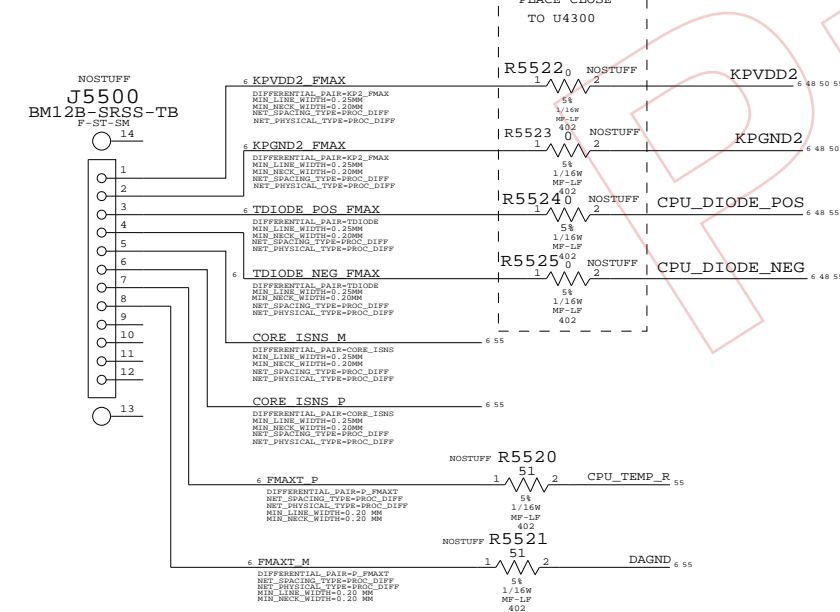 PLACE CLOSE
TO U4300
NOSTUFF
J5500
BM12B-SRSS-TB
F-ST-SM
14
1
2
3
4
5
6
7
8
9
10
11
12
13
6 KPVDD2_FMAX
DIFFERENTIAL_PAIR=KP2_FMAX
MIN_LINE_WIDTH=0.25MM
MIN_NECK_WIDTH=0.20MM
NET_SPACING_TYPE=PROC_DIFF
NET_PHYSICAL_TYPE=PROC_DIFF
R5522
0
NOSTUFF
1 2
5%
1/16W
MF-LF
402
KPVDD2
6 48 50 55
6 KPGND2_FMAX
DIFFERENTIAL_PAIR=KP2_FMAX
MIN_LINE_WIDTH=0.25MM
MIN_NECK_WIDTH=0.20MM
NET_SPACING_TYPE=PROC_DIFF
NET_PHYSICAL_TYPE=PROC_DIFF
R5523
0
NOSTUFF
1 2
5%
1/16W
MF-LF
402
KPGND2
6 48 50
6 TDIODE_POS_FMAX
DIFFERENTIAL_PAIR=TDIODE
MIN_LINE_WIDTH=0.25MM
MIN_NECK_WIDTH=0.20MM
NET_SPACING_TYPE=PROC_DIFF
NET_PHYSICAL_TYPE=PROC_DIFF
R5524
0
NOSTUFF
1 2
5%
1/16W
MF-LF
402
CPU_DIODE_POS
6 48 55
6 TDIODE_NEG_FMAX
DIFFERENTIAL_PAIR=TDIODE
MIN_LINE_WIDTH=0.25MM
MIN_NECK_WIDTH=0.20MM
NET_SPACING_TYPE=PROC_DIFF
NET_PHYSICAL_TYPE=PROC_DIFF
R5525
0
NOSTUFF
1 2
5%
1/16W
MF-LF
402
CPU_DIODE_NEG
6 48 55
CORE_ISNS_M
6 55
DIFFERENTIAL_PAIR=CORE_ISNS
MIN_LINE_WIDTH=0.25MM
MIN_NECK_WIDTH=0.20MM
NET_SPACING_TYPE=PROC_DIFF
NET_PHYSICAL_TYPE=PROC_DIFF
CORE_ISNS_P
6 55
DIFFERENTIAL_PAIR=CORE_ISNS
MIN_LINE_WIDTH=0.25MM
MIN_NECK_WIDTH=0.20MM
NET_SPACING_TYPE=PROC_DIFF
NET_PHYSICAL_TYPE=PROC_DIFF
6 FMAXT_P
DIFFERENTIAL_PAIR=P_FMAXT
NET_SPACING_TYPE=PROC_DIFF
NET_PHYSICAL_TYPE=PROC_DIFF
MIN_LINE_WIDTH=0.20 MM
MIN_NECK_WIDTH=0.20 MM
NOSTUFF R5520
51
1 2
5%
1/16W
MF-LF
402
CPU_TEMP_R 55
6 FMAXT_M
DIFFERENTIAL_PAIR=P_FMAXT
NET_SPACING_TYPE=PROC_DIFF
NET_PHYSICAL_TYPE=PROC_DIFF
MIN_LINE_WIDTH=0.20 MM
MIN_NECK_WIDTH=0.20 MM
NOSTUFF R5521
51
1 2
5%
1/16W
MF-LF
402
DAGND 6 55